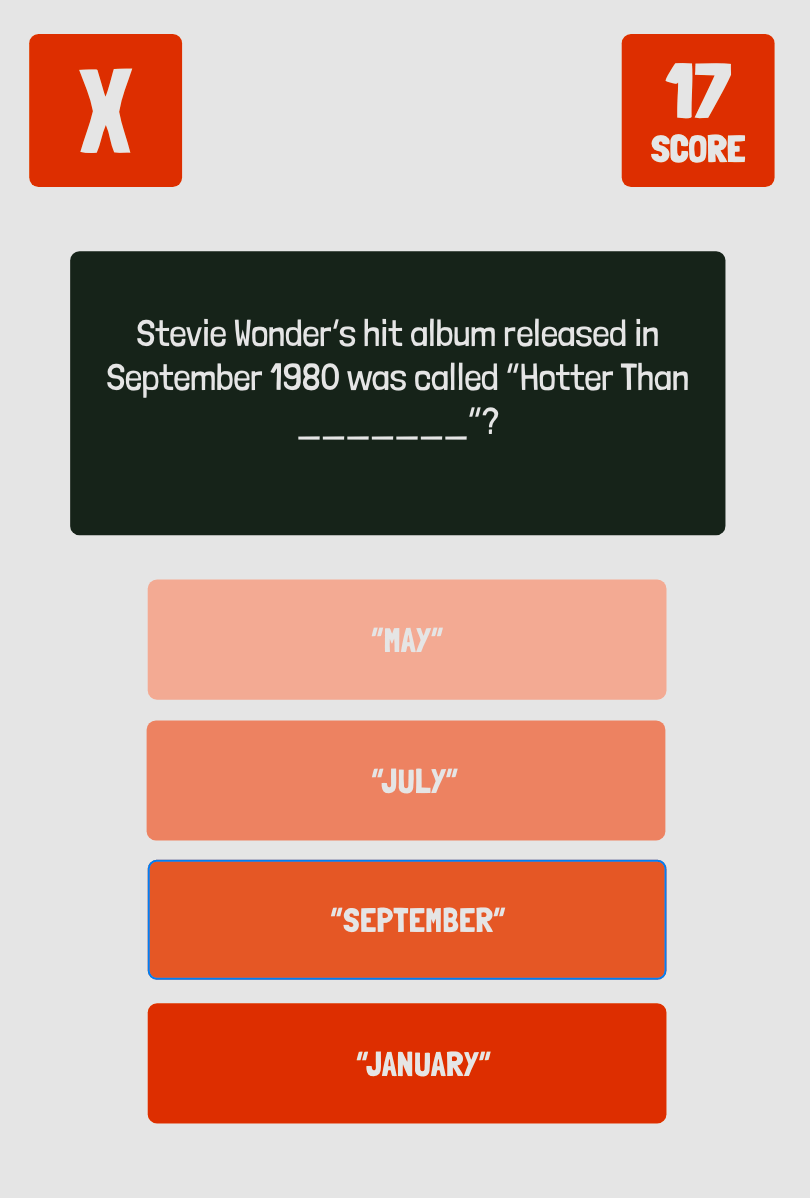 X
17
SCORE
Stevie Wonder's hit album released in
September 1980 was called "Hotter Than
_______"?
"MAY"
"JULY"
"SEPTEMBER"
"JANUARY"